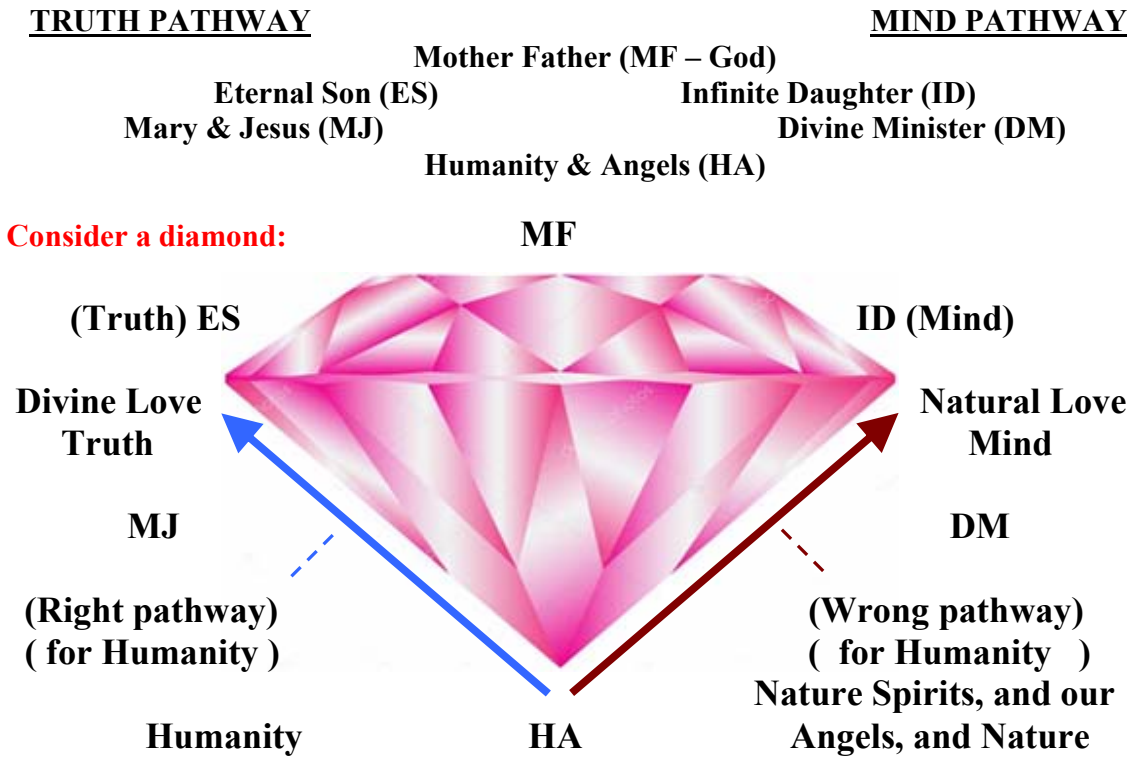 TRUTH PATHWAY MIND PATHWAY
Mother Father (MF – God)
Eternal Son (ES) Infinite Daughter (ID)
Mary & Jesus (MJ) Divine Minister (DM)
Humanity & Angels (HA)
Consider a diamond: MF
(Truth) ES ID (Mind)
Divine Love Natural Love
Truth Mind
MJ DM
(Right pathway) (Wrong pathway)
( for Humanity ) ( for Humanity )
Nature Spirits, and our
Humanity HA Angels, and Nature